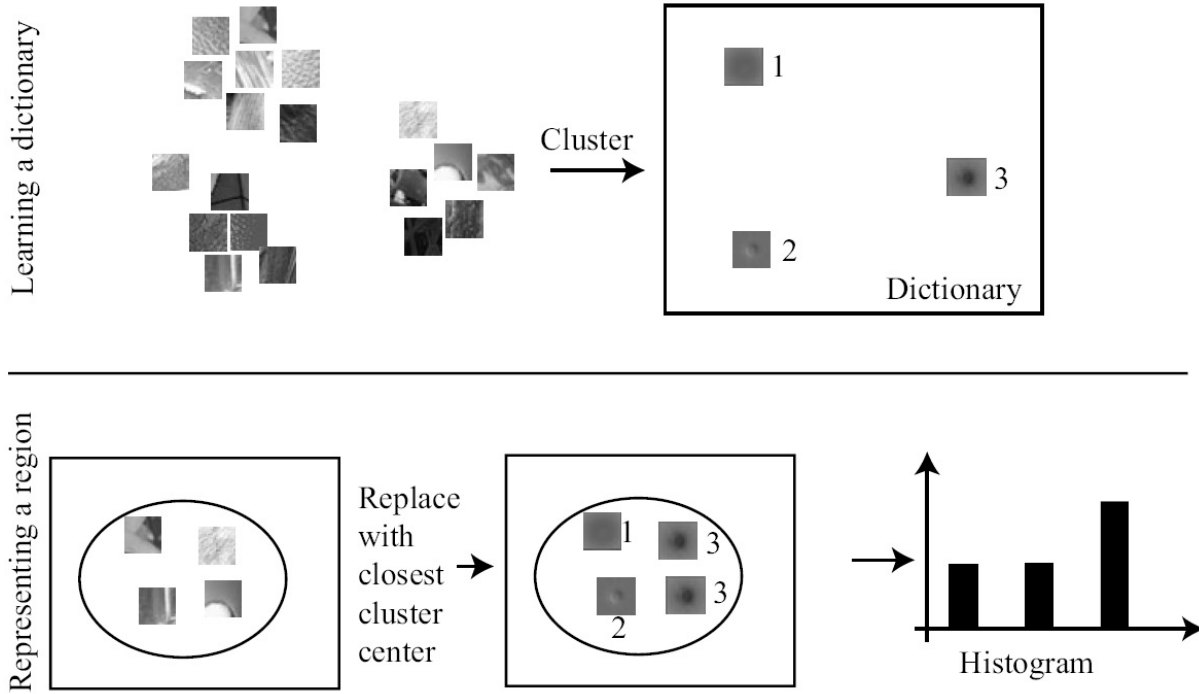 Learning a dictionary
Cluster
1
3
2
Dictionary
Representing a region
Replace
with
closest
cluster
center
1
3
3
2
Histogram